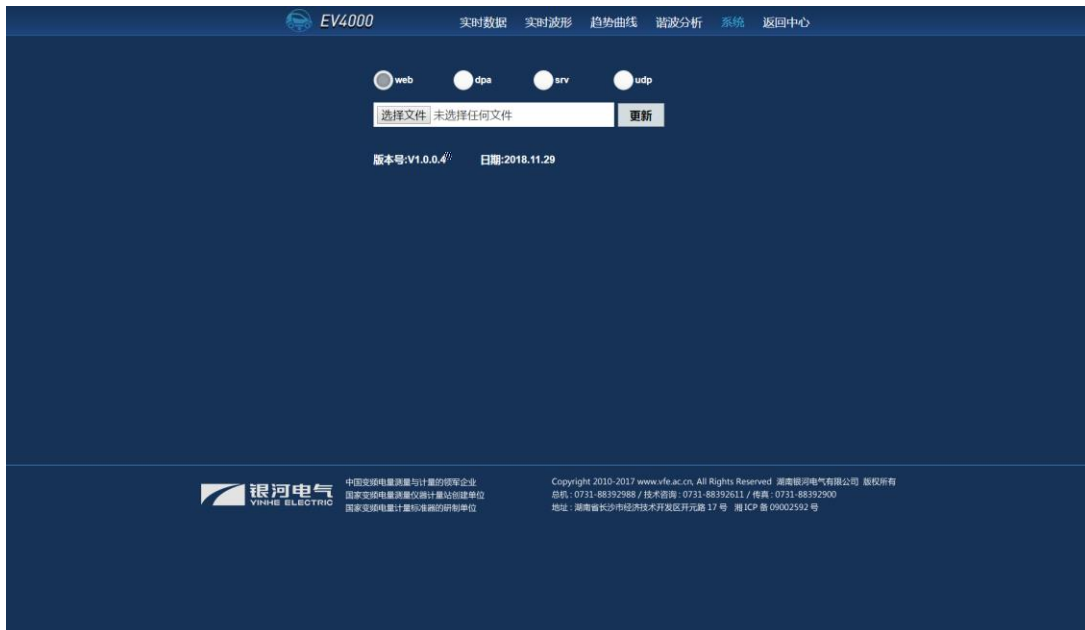 EV4000 实时数据 实时波形 趋势曲线 谐波分析 系统 返回中心
web dpa srv udp
选择文件 未选择任何文件 更新
版本号:V1.0.0.4 日期:2018.11.29
银河电气
YINHE ELECTRIC
中国变频电量测量与计量的领军企业
国家变频电量测量仪器计量站创建单位
国家变频电量计量标准器的研制单位
Copyright 2010-2017 www.vfe.ac.cn, All Rights Reserved 湖南银河电气有限公司 版权所有
总机：0731-88392988 / 技术咨询：0731-88392611 / 传真：0731-88392900
地址：湖南省长沙市经济技术开发区开元路 17 号 湘 ICP 备 09002592 号